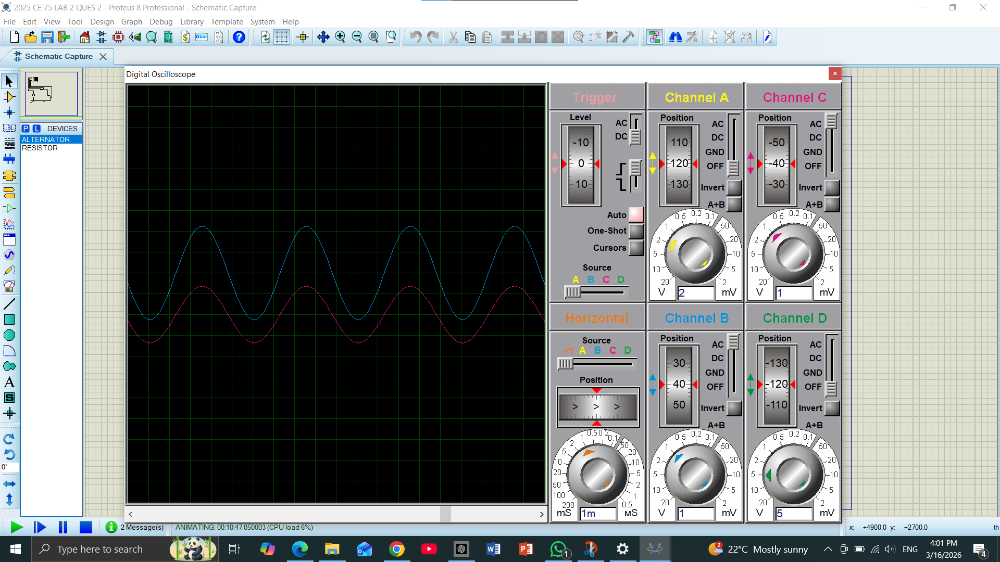 2025 CE 75 LAB 2 QUES 2 - Proteus 8 Professional - Schematic Capture
File Edit View Tool Design Graph Debug Library Template System Help
Schematic Capture
P L DEVICES
ALTERNATOR
RESISTOR
LBL
A
S
0°
Digital Oscilloscope
Trigger
Level
-10
0
10
AC
DC
Auto
One-Shot
Cursors
Source
A B C D
Channel A
Position
110
120
130
AC
DC
GND
OFF
Invert
A+B
20 10 5 2 1 0.5 0.2 0.1 50 20 10 5 2
V 2 mV
Channel C
Position
-50
-40
-30
AC
DC
GND
OFF
Invert
A+B
20 10 5 2 1 0.5 0.2 0.1 50 20 10 5 2
V 1 mV
Horizontal
Source
A B C D
Position
> > >
200 100 50 20 10 5 2 1 0.5 0.2 0.1 50 20 10 5 2 1 0.5
mS 1m мS
Channel B
Position
30
40
50
AC
DC
GND
OFF
Invert
A+B
20 10 5 2 1 0.5 0.2 0.1 50 20 10 5 2
V 1 mV
Channel D
Position
-130
-120
-110
AC
DC
GND
OFF
Invert
A+B
20 10 5 2 1 0.5 0.2 0.1 50 20 10 5 2
V 5 mV
2 Message(s) ANIMATING: 00:10:47.050003 (CPU load 6%) x: +4900.0 y: +2700.0 th
Type here to search 1 2 22°C Mostly sunny ENG 4:01 PM 3/16/2026 4